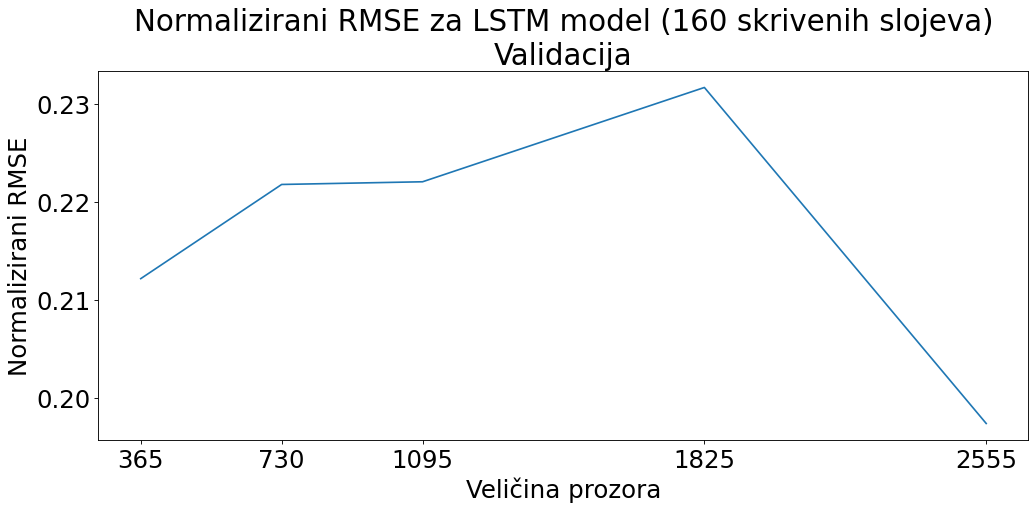 Normalizirani RMSE za LSTM model (160 skrivenih slojeva)
Validacija
Normalizirani RMSE
0.23
0.22
0.21
0.20
365 730 1095 1825 2555
Veličina prozora